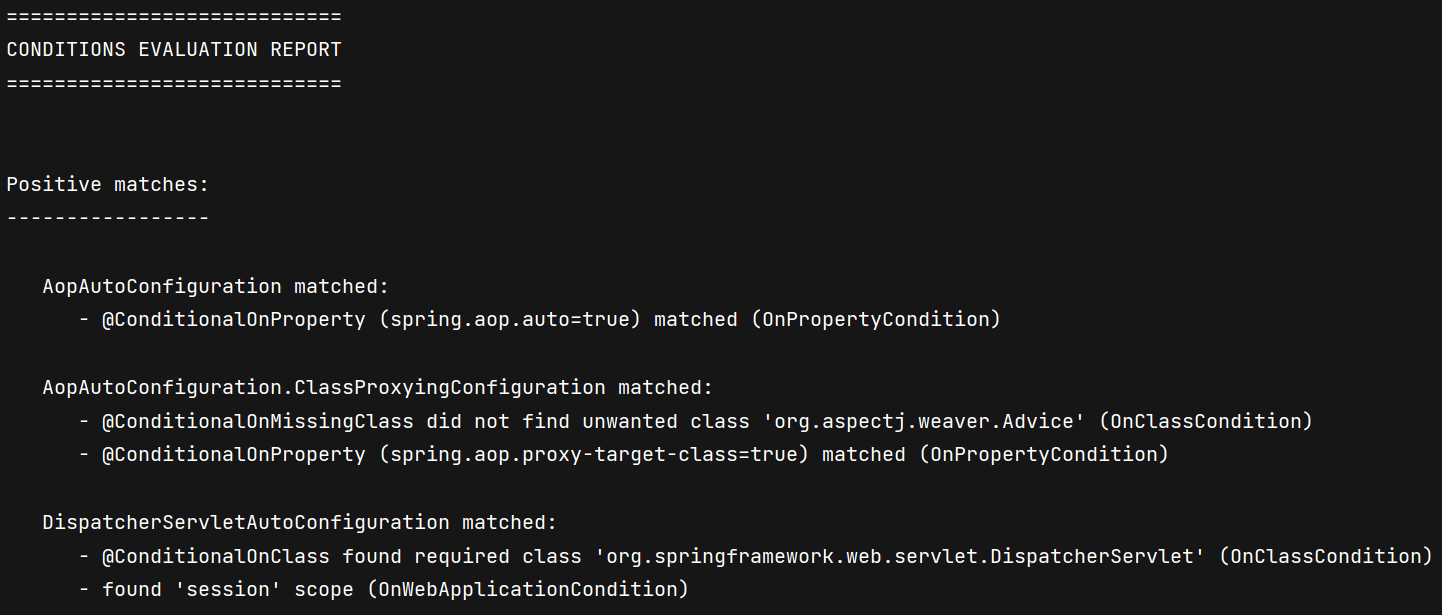 ============================
CONDITIONS EVALUATION REPORT
============================
Positive matches:
-----------------
AopAutoConfiguration matched:
- @ConditionalOnProperty (spring.aop.auto=true) matched (OnPropertyCondition)
AopAutoConfiguration.ClassProxyingConfiguration matched:
- @ConditionalOnMissingClass did not find unwanted class 'org.aspectj.weaver.Advice' (OnClassCondition)
- @ConditionalOnProperty (spring.aop.proxy-target-class=true) matched (OnPropertyCondition)
DispatcherServletAutoConfiguration matched:
- @ConditionalOnClass found required class 'org.springframework.web.servlet.DispatcherServlet' (OnClassCondition)
- found 'session' scope (OnWebApplicationCondition)